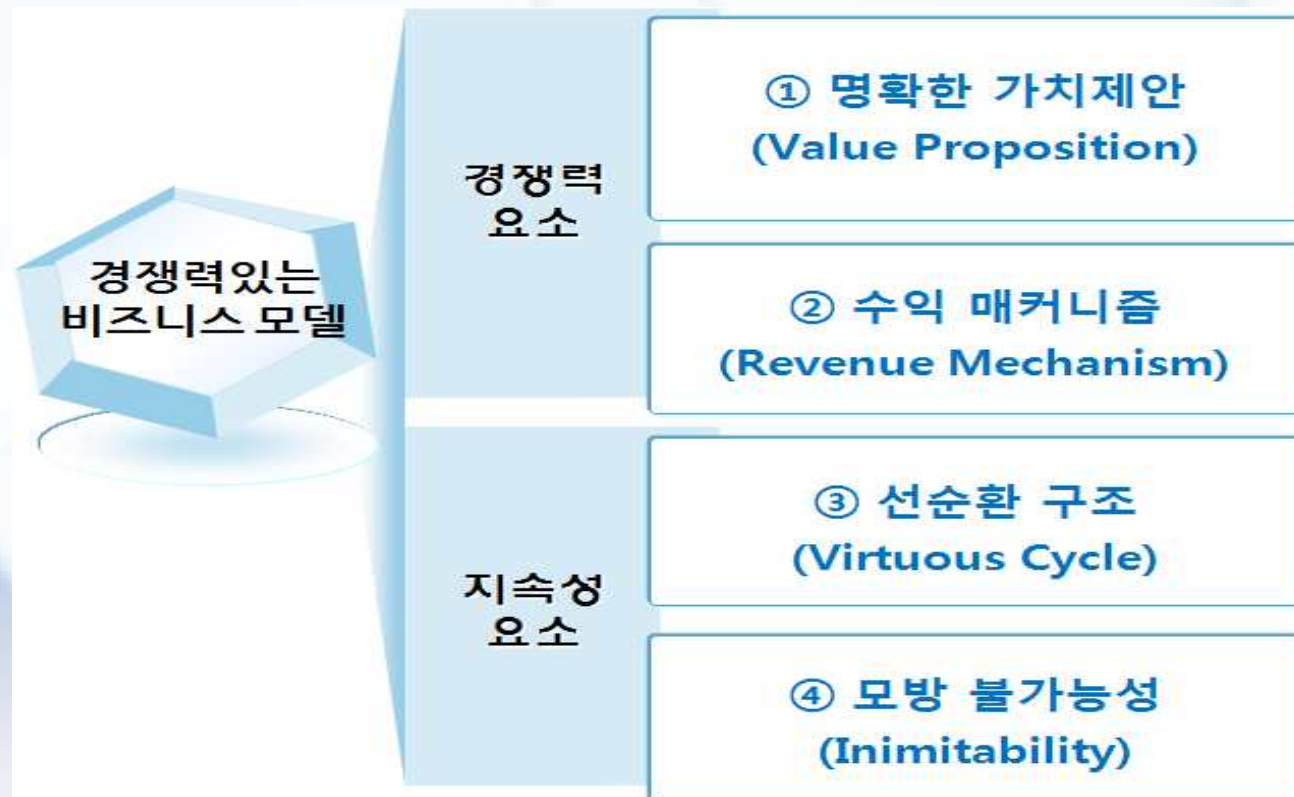 경쟁력있는
비즈니스 모델
경쟁력
요소
① 명확한 가치제안
(Value Proposition)
② 수익 매커니즘
(Revenue Mechanism)
지속성
요소
③ 선순환 구조
(Virtuous Cycle)
④ 모방 불가능성
(Inimitability)